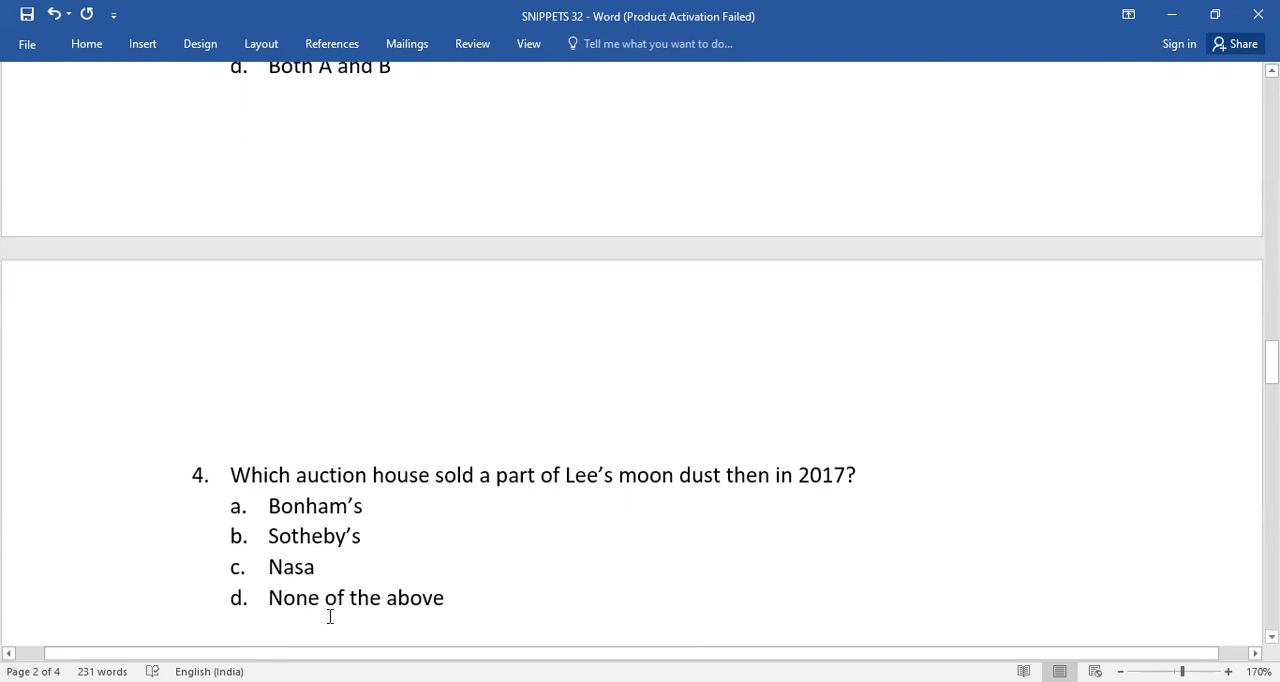 SNIPPETS 32 - Word (Product Activation Failed)
File Home Insert Design Layout References Mailings Review View Tell me what you want to do... Sign in Share
d. Both A and B
4. Which auction house sold a part of Lee’s moon dust then in 2017?
a. Bonham’s
b. Sotheby’s
c. Nasa
d. None of the above
Page 2 of 4 231 words English (India) 170%